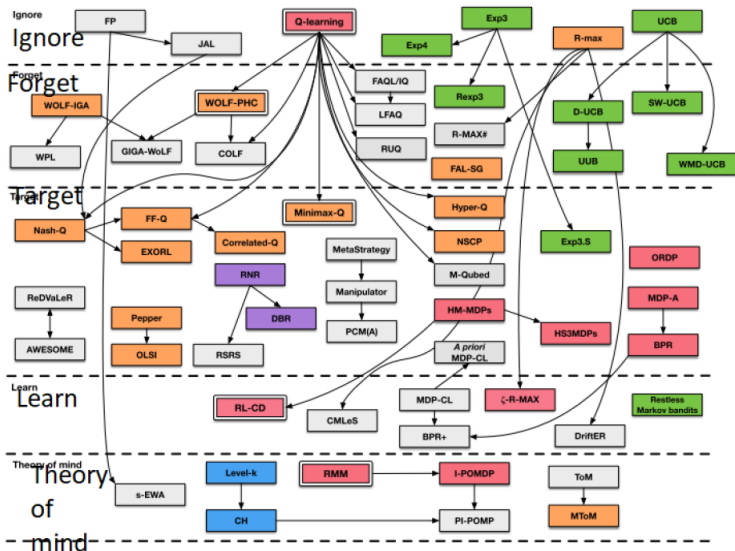 Ignore
Ignore
FP
JAL
Q-learning
Exp4
Exp3
R-max
UCB
Forget
Forget
WOLF-IGA
WOLF-PHC
FAQL/IQ
LFAQ
RUQ
Rexp3
R-MAX#
FAL-SG
D-UCB
UUB
SW-UCB
WMD-UCB
WPL
GIGA-WoLF
COLF
Target
Target
Nash-Q
FF-Q
EXORL
Correlated-Q
Minimax-Q
Hyper-Q
NSCP
M-Qubed
Exp3.S
ORDP
MDP-A
BPR
MetaStrategy
Manipulator
PCM(A)
RNR
DBR
RSRS
ReDVaLeR
AWESOME
Pepper
OLSI
HM-MDPs
HS3MDPs
A priori
MDP-CL
Learn
Learn
RL-CD
CMLeS
MDP-CL
BPR+
ζ-R-MAX
DriftER
Restless
Markov bandits
Theory of mind
Theory
of
mind
s-EWA
Level-k
CH
RMM
I-POMDP
PI-POMP
ToM
MToM